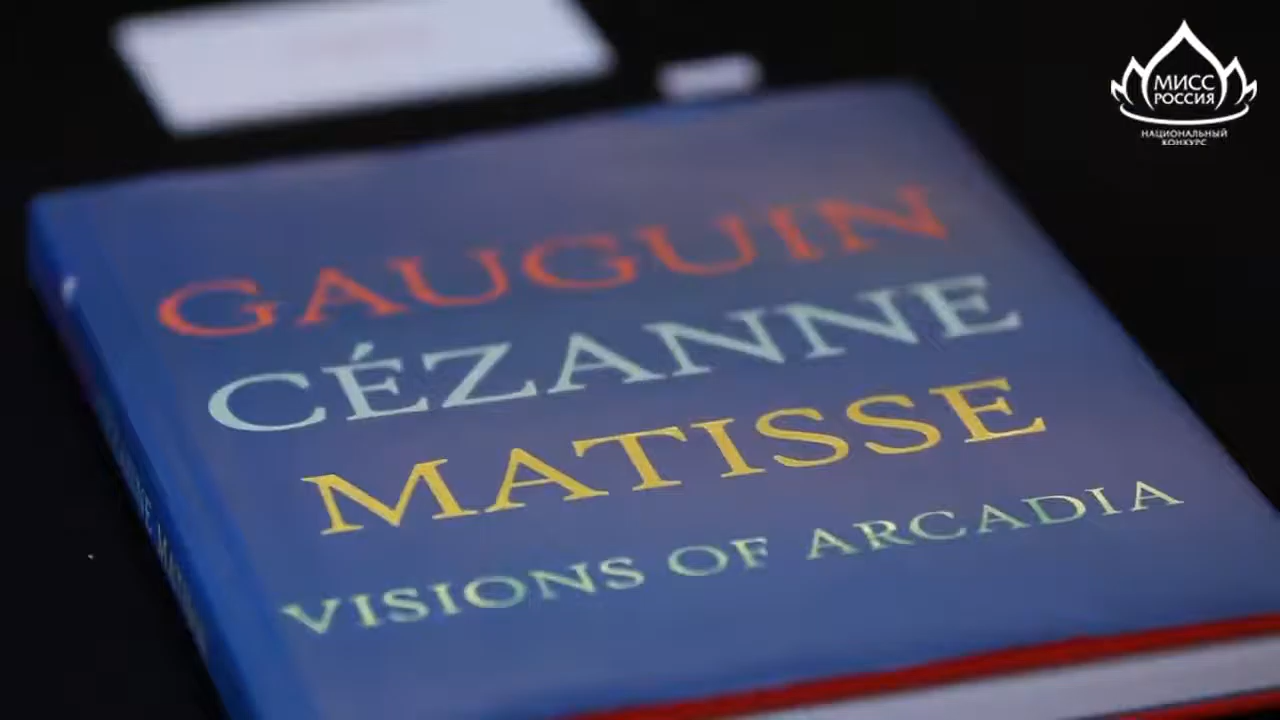 МИСС
РОССИЯ
НАЦИОНАЛЬНЫЙ
КОНКУРС
GAUGUIN
CÉZANNE
MATISSE
VISIONS OF ARCADIA